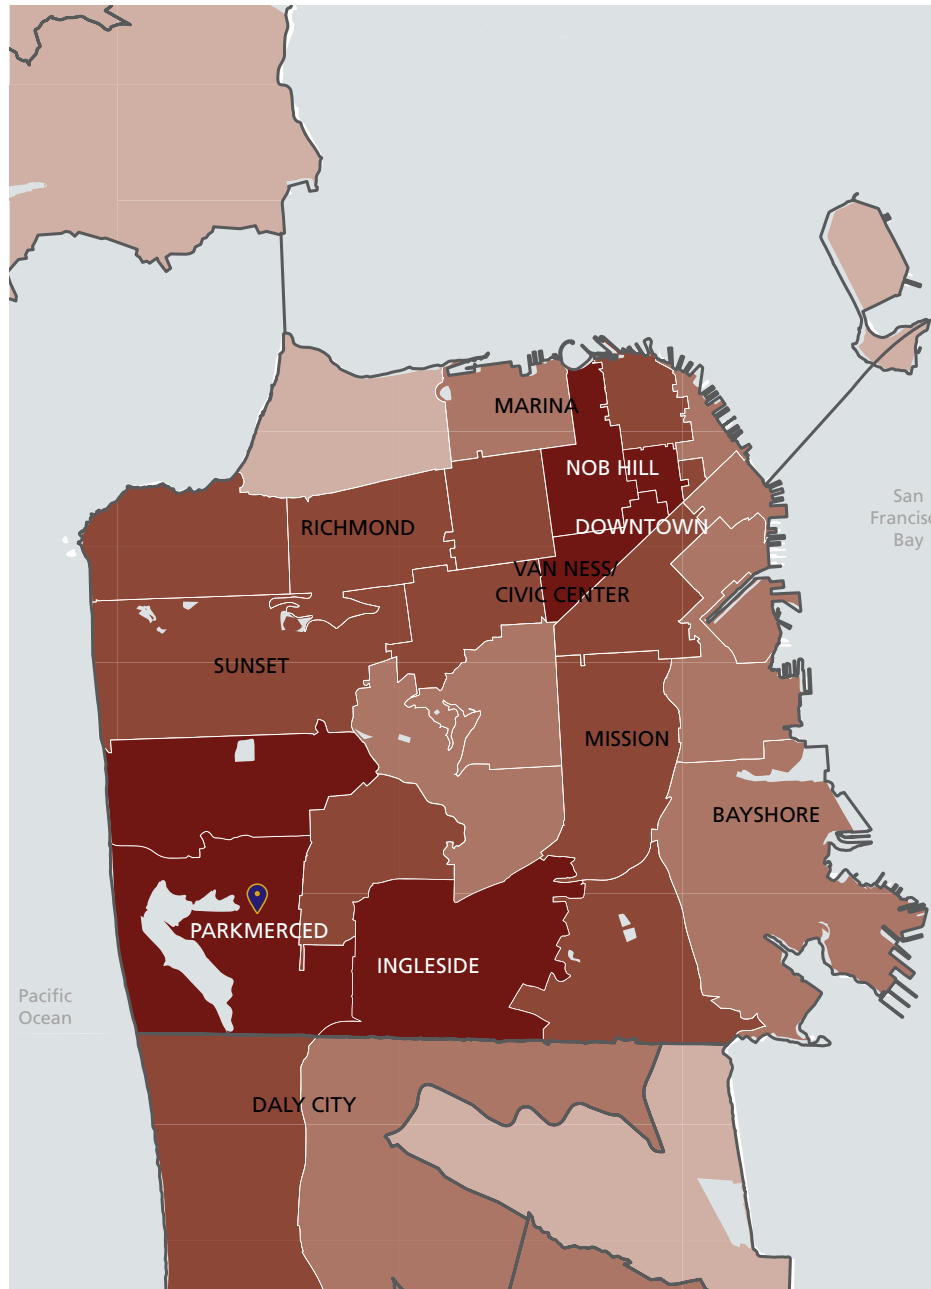 MARINA
NOB HILL
San
Francisc
Bay
RICHMOND
DOWNTOWN
VAN NESS/
CIVIC CENTER
SUNSET
MISSION
BAYSHORE
PARKMERCED
INGLESIDE
Pacific
Ocean
DALY CITY